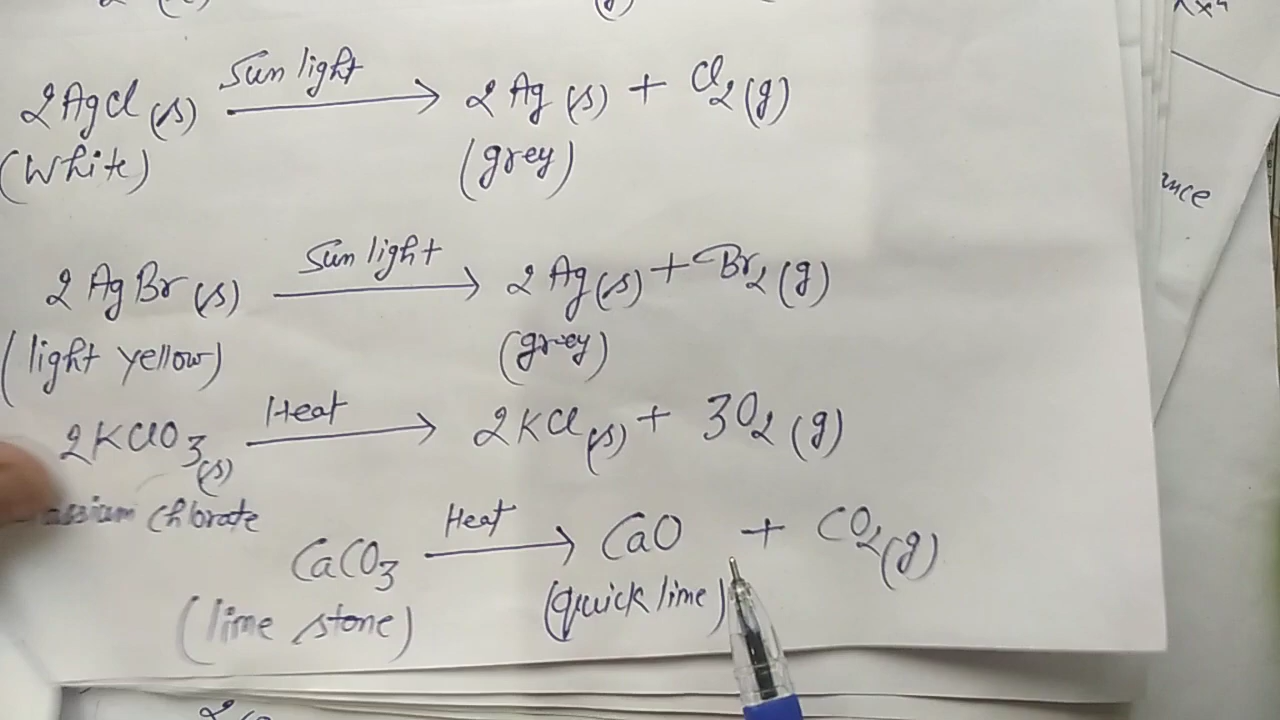 Sun light
2AgCl(s) → 2Ag(s) + Cl2(g)
(White) (grey)
Sun light
2AgBr(s) → 2Ag(s) + Br2(g)
(light yellow) (grey)
Heat
2KClO3(s) → 2KCl(s) + 3O2(g)
assium Chlorate
Heat
CaCO3 → CaO + CO2(g)
(lime stone) (quick lime)